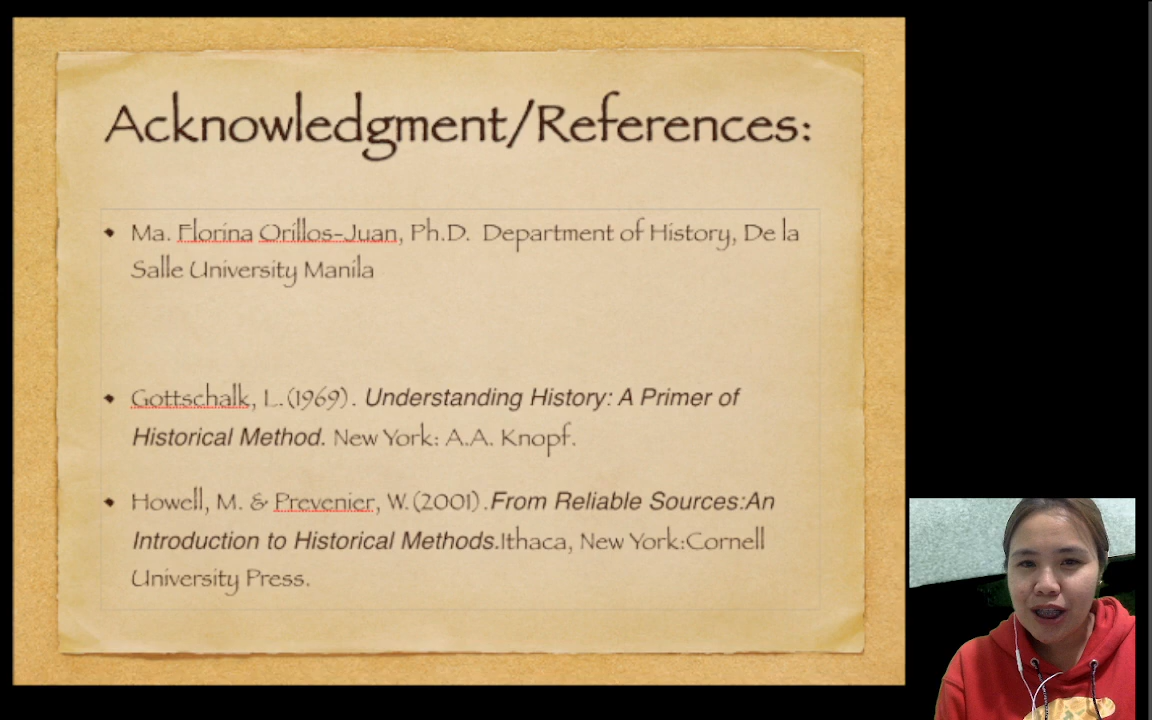 Acknowledgment/References:
• Ma. Florina Orillos-Juan, Ph.D. Department of History, De la
Salle University Manila
• Gottschalk, L. (1969). Understanding History: A Primer of
Historical Method. New York: A.A. Knopf.
• Howell, M. & Prevenier, W. (2001).From Reliable Sources:An
Introduction to Historical Methods.Ithaca, New York:Cornell
University Press.